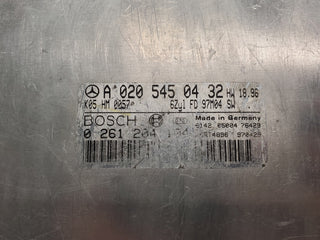 A 020 545 04 32 HW 18.96
K05 HM 0057 6Zyl FD 97M04 SW
BOSCH Made in Germany
0 261 204